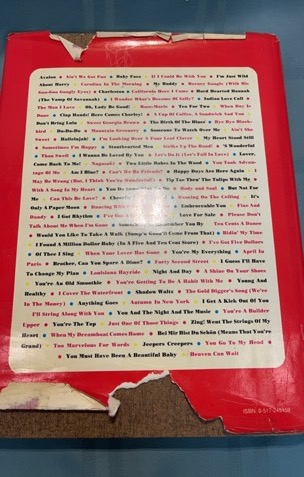 Avalon ★ Ain't We Got Fun ★ Baby Face ★ If I Could Be With You ★ I'm Just Wild
About Harry ★ Carolina In The Morning ★ My Buddy ★ Barney Google (With His
Goo-Goo Googly Eyes) ★ Charleston ★ California Here I Come ★ Hard Hearted Hannah
(The Vamp Of Savannah) ★ I Wonder What's Become Of Sally? ★ Indian Love Call ★
The Man I Love ★ Oh, Lady Be Good! ★ Rose-Marie ★ Tea For Two ★ When Day Is
Done ★ Clap Hands! Here Comes Charley! ★ A Cup Of Coffee, A Sandwich And You ★
Don't Bring Lulu ★ Sweet Georgia Brown ★ The Birth Of The Blues ★ Bye Bye Black-
bird ★ Do-Do-Do ★ Mountain Greenery ★ Someone To Watch Over Me ★ Ain't She
Sweet ★ Hallelujah! ★ I'm Looking Over A Four Leaf Clover ★ My Heart Stood Still
★ Sometimes I'm Happy ★ Stouthearted Men ★ Strike Up The Band! ★ 'S Wonderful
★ Thou Swell ★ I Wanna Be Loved By You ★ Let's Do It (Let's Fall In Love) ★ Lover,
Come Back To Me! ★ Nagasaki ★ You Took Advan-
tage Of Me ★ Am I Blue? ★ Can't We Be Friends? ★ Happy Days Are Here Again ★ I
May Be Wrong (But, I Think You're Wonderful!) ★ Tip Toe Thru' The Tulips With Me ★
With A Song In My Heart ★ You Do ★ Body and Soul ★ But Not For
Me ★ Can This Be Love? ★ Dancing On The Ceiling ★ It's
Only A Paper Moon ★ Dancing ★ Embraceable You ★ Fine And
Dandy ★ I Got Rhythm ★ I've Got ★ Love For Sale ★ Please Don't
Talk About Me When I'm Gone ★ Remember You By ★ Ten Cents A Dance
★ Would You Like To Take A Walk (Sump'n Good'll Come From That) ★ Ridin' My Time
★ I Found A Million Dollar Baby (In A Five And Ten Cent Store) ★ I've Got Five Dollars
★ Of Thee I Sing ★ When Your Lover Has Gone ★ You're My Everything ★ April In
Paris ★ Brother, Can You Spare A Dime? ★ Forty-Second Street ★ I Guess I'll Have
To Change My Plan ★ Louisiana Hayride ★ Night And Day ★ A Shine On Your Shoes
★ You're An Old Smoothie ★ You're Getting To Be A Habit With Me ★ Young And
Healthy ★ I Cover The Waterfront ★ Shadow Waltz ★ The Gold Digger's Song (We're
In The Money) ★ Anything Goes ★ Autumn In New York ★ I Get A Kick Out Of You
I'll String Along With You ★ You And The Night And The Music ★ You're A Builder
Upper ★ You're The Top ★ Just One Of Those Things ★ Zing! Went The Strings Of My
Heart ★ When My Dreamboat Comes Home ★ Bei Mir Bist Du Schön (Means That You're
Grand) ★ Too Marvelous For Words ★ Jeepers Creepers ★ You Go To My Head ★
★ You Must Have Been A Beautiful Baby ★ Heaven Can Wait